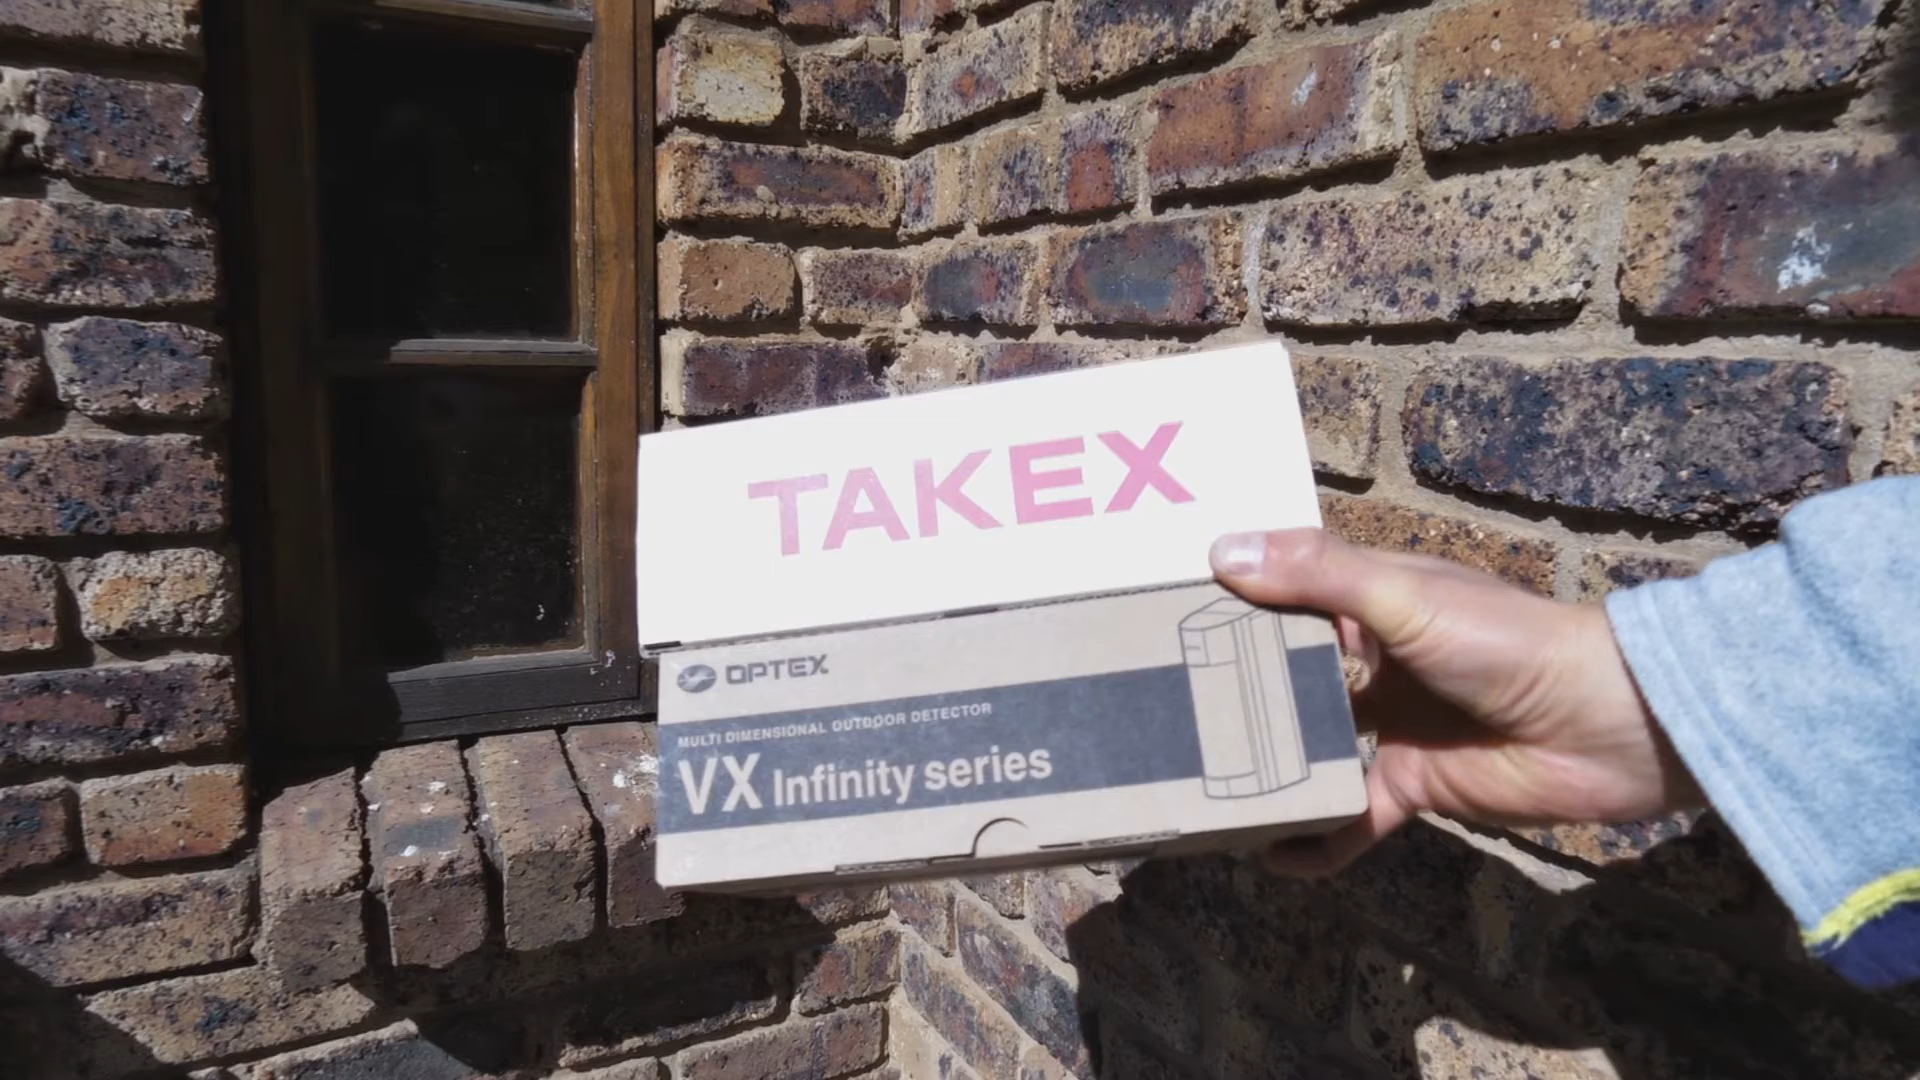 TAKEX
OPTEX
MULTI DIMENSIONAL OUTDOOR DETECTOR
VX Infinity series